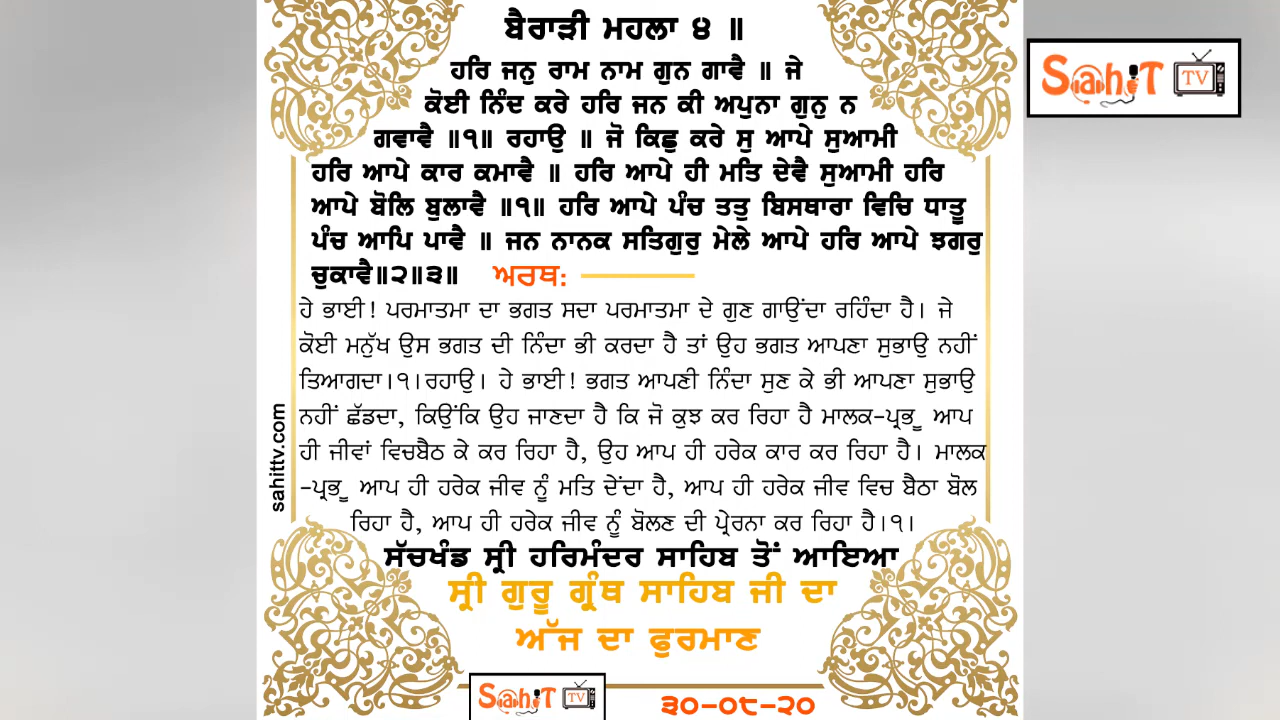 ਬੈਰਾੜੀ ਮਹਲਾ ੪ ॥
ਹਰਿ ਜਨੁ ਰਾਮ ਨਾਮ ਗੁਨ ਗਾਵੈ ॥ ਜੇ
ਕੋਈ ਨਿੰਦ ਕਰੇ ਹਰਿ ਜਨ ਕੀ ਅਪੁਨਾ ਗੁਨੁ ਨ
ਗਵਾਵੈ ॥੧॥ ਰਹਾਉ ॥ ਜੋ ਕਿਛੁ ਕਰੇ ਸੁ ਆਪੇ ਸੁਆਮੀ
ਹਰਿ ਆਪੇ ਕਾਰ ਕਮਾਵੈ ॥ ਹਰਿ ਆਪੇ ਹੀ ਮਤਿ ਦੇਵੈ ਸੁਆਮੀ ਹਰਿ
ਆਪੇ ਬੋਲਿ ਬੁਲਾਵੈ ॥੧॥ ਹਰਿ ਆਪੇ ਪੰਚ ਤਤੁ ਬਿਸਥਾਰਾ ਵਿਚਿ ਧਾਤੂ
ਪੰਚ ਆਪਿ ਪਾਵੈ ॥ ਜਨ ਨਾਨਕ ਸਤਿਗੁਰੁ ਮੇਲੇ ਆਪੇ ਹਰਿ ਆਪੇ ਝਗਰੁ
ਚੁਕਾਵੈ॥੨॥੩॥ ਅਰਥ:
ਹੇ ਭਾਈ! ਪਰਮਾਤਮਾ ਦਾ ਭਗਤ ਸਦਾ ਪਰਮਾਤਮਾ ਦੇ ਗੁਣ ਗਾਉਂਦਾ ਰਹਿੰਦਾ ਹੈ। ਜੇ
ਕੋਈ ਮਨੁੱਖ ਉਸ ਭਗਤ ਦੀ ਨਿੰਦਾ ਭੀ ਕਰਦਾ ਹੈ ਤਾਂ ਉਹ ਭਗਤ ਆਪਣਾ ਸੁਭਾਉ ਨਹੀਂ
ਤਿਆਗਦਾ।੧।ਰਹਾਉ। ਹੇ ਭਾਈ! ਭਗਤ ਆਪਣੀ ਨਿੰਦਾ ਸੁਣ ਕੇ ਭੀ ਆਪਣਾ ਸੁਭਾਉ
ਨਹੀਂ ਛੱਡਦਾ, ਕਿਉਂਕਿ ਉਹ ਜਾਣਦਾ ਹੈ ਕਿ ਜੋ ਕੁਝ ਕਰ ਰਿਹਾ ਹੈ ਮਾਲਕ-ਪ੍ਰਭੂ ਆਪ
ਹੀ ਜੀਵਾਂ ਵਿਚਬੈਠ ਕੇ ਕਰ ਰਿਹਾ ਹੈ, ਉਹ ਆਪ ਹੀ ਹਰੇਕ ਕਾਰ ਕਰ ਰਿਹਾ ਹੈ। ਮਾਲਕ
-ਪ੍ਰਭੂ ਆਪ ਹੀ ਹਰੇਕ ਜੀਵ ਨੂੰ ਮਤਿ ਦੇਂਦਾ ਹੈ, ਆਪ ਹੀ ਹਰੇਕ ਜੀਵ ਵਿਚ ਬੈਠਾ ਬੋਲ
ਰਿਹਾ ਹੈ, ਆਪ ਹੀ ਹਰੇਕ ਜੀਵ ਨੂੰ ਬੋਲਣ ਦੀ ਪ੍ਰੇਰਨਾ ਕਰ ਰਿਹਾ ਹੈ।੧।
ਸੱਚਖੰਡ ਸ੍ਰੀ ਹਰਿਮੰਦਰ ਸਾਹਿਬ ਤੋਂ ਆਇਆ
ਸ੍ਰੀ ਗੁਰੂ ਗ੍ਰੰਥ ਸਾਹਿਬ ਜੀ ਦਾ
ਅੱਜ ਦਾ ਫੁਰਮਾਣ
੩੦-੦੮-੨੦
SahiT TV
SahiT TV
sahittv.com